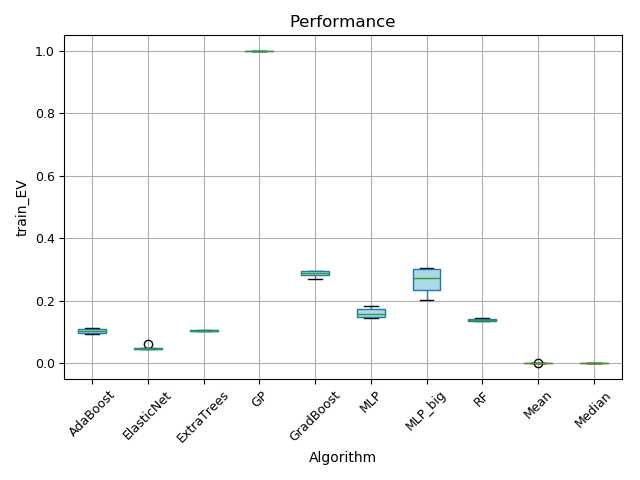 Performance
train_EV
1.0
0.8
0.6
0.4
0.2
0.0
AdaBoost
ElasticNet
ExtraTrees
GP
GradBoost
MLP
MLP_big
RF
Mean
Median
Algorithm